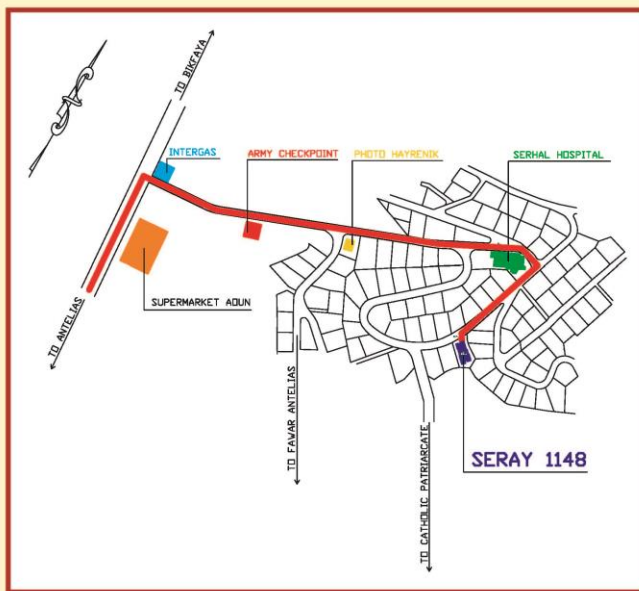 TO BIKFAYA
INTERGAS
ARMY CHECKPOINT
PHOTO HAYRENIK
SERHAL HOSPITAL
SUPERMARKET AOUN
TO ANTELIAS
TO FAWAR ANTELIAS
TO CATHOLIC PATRIARCATE
SERAY 1148